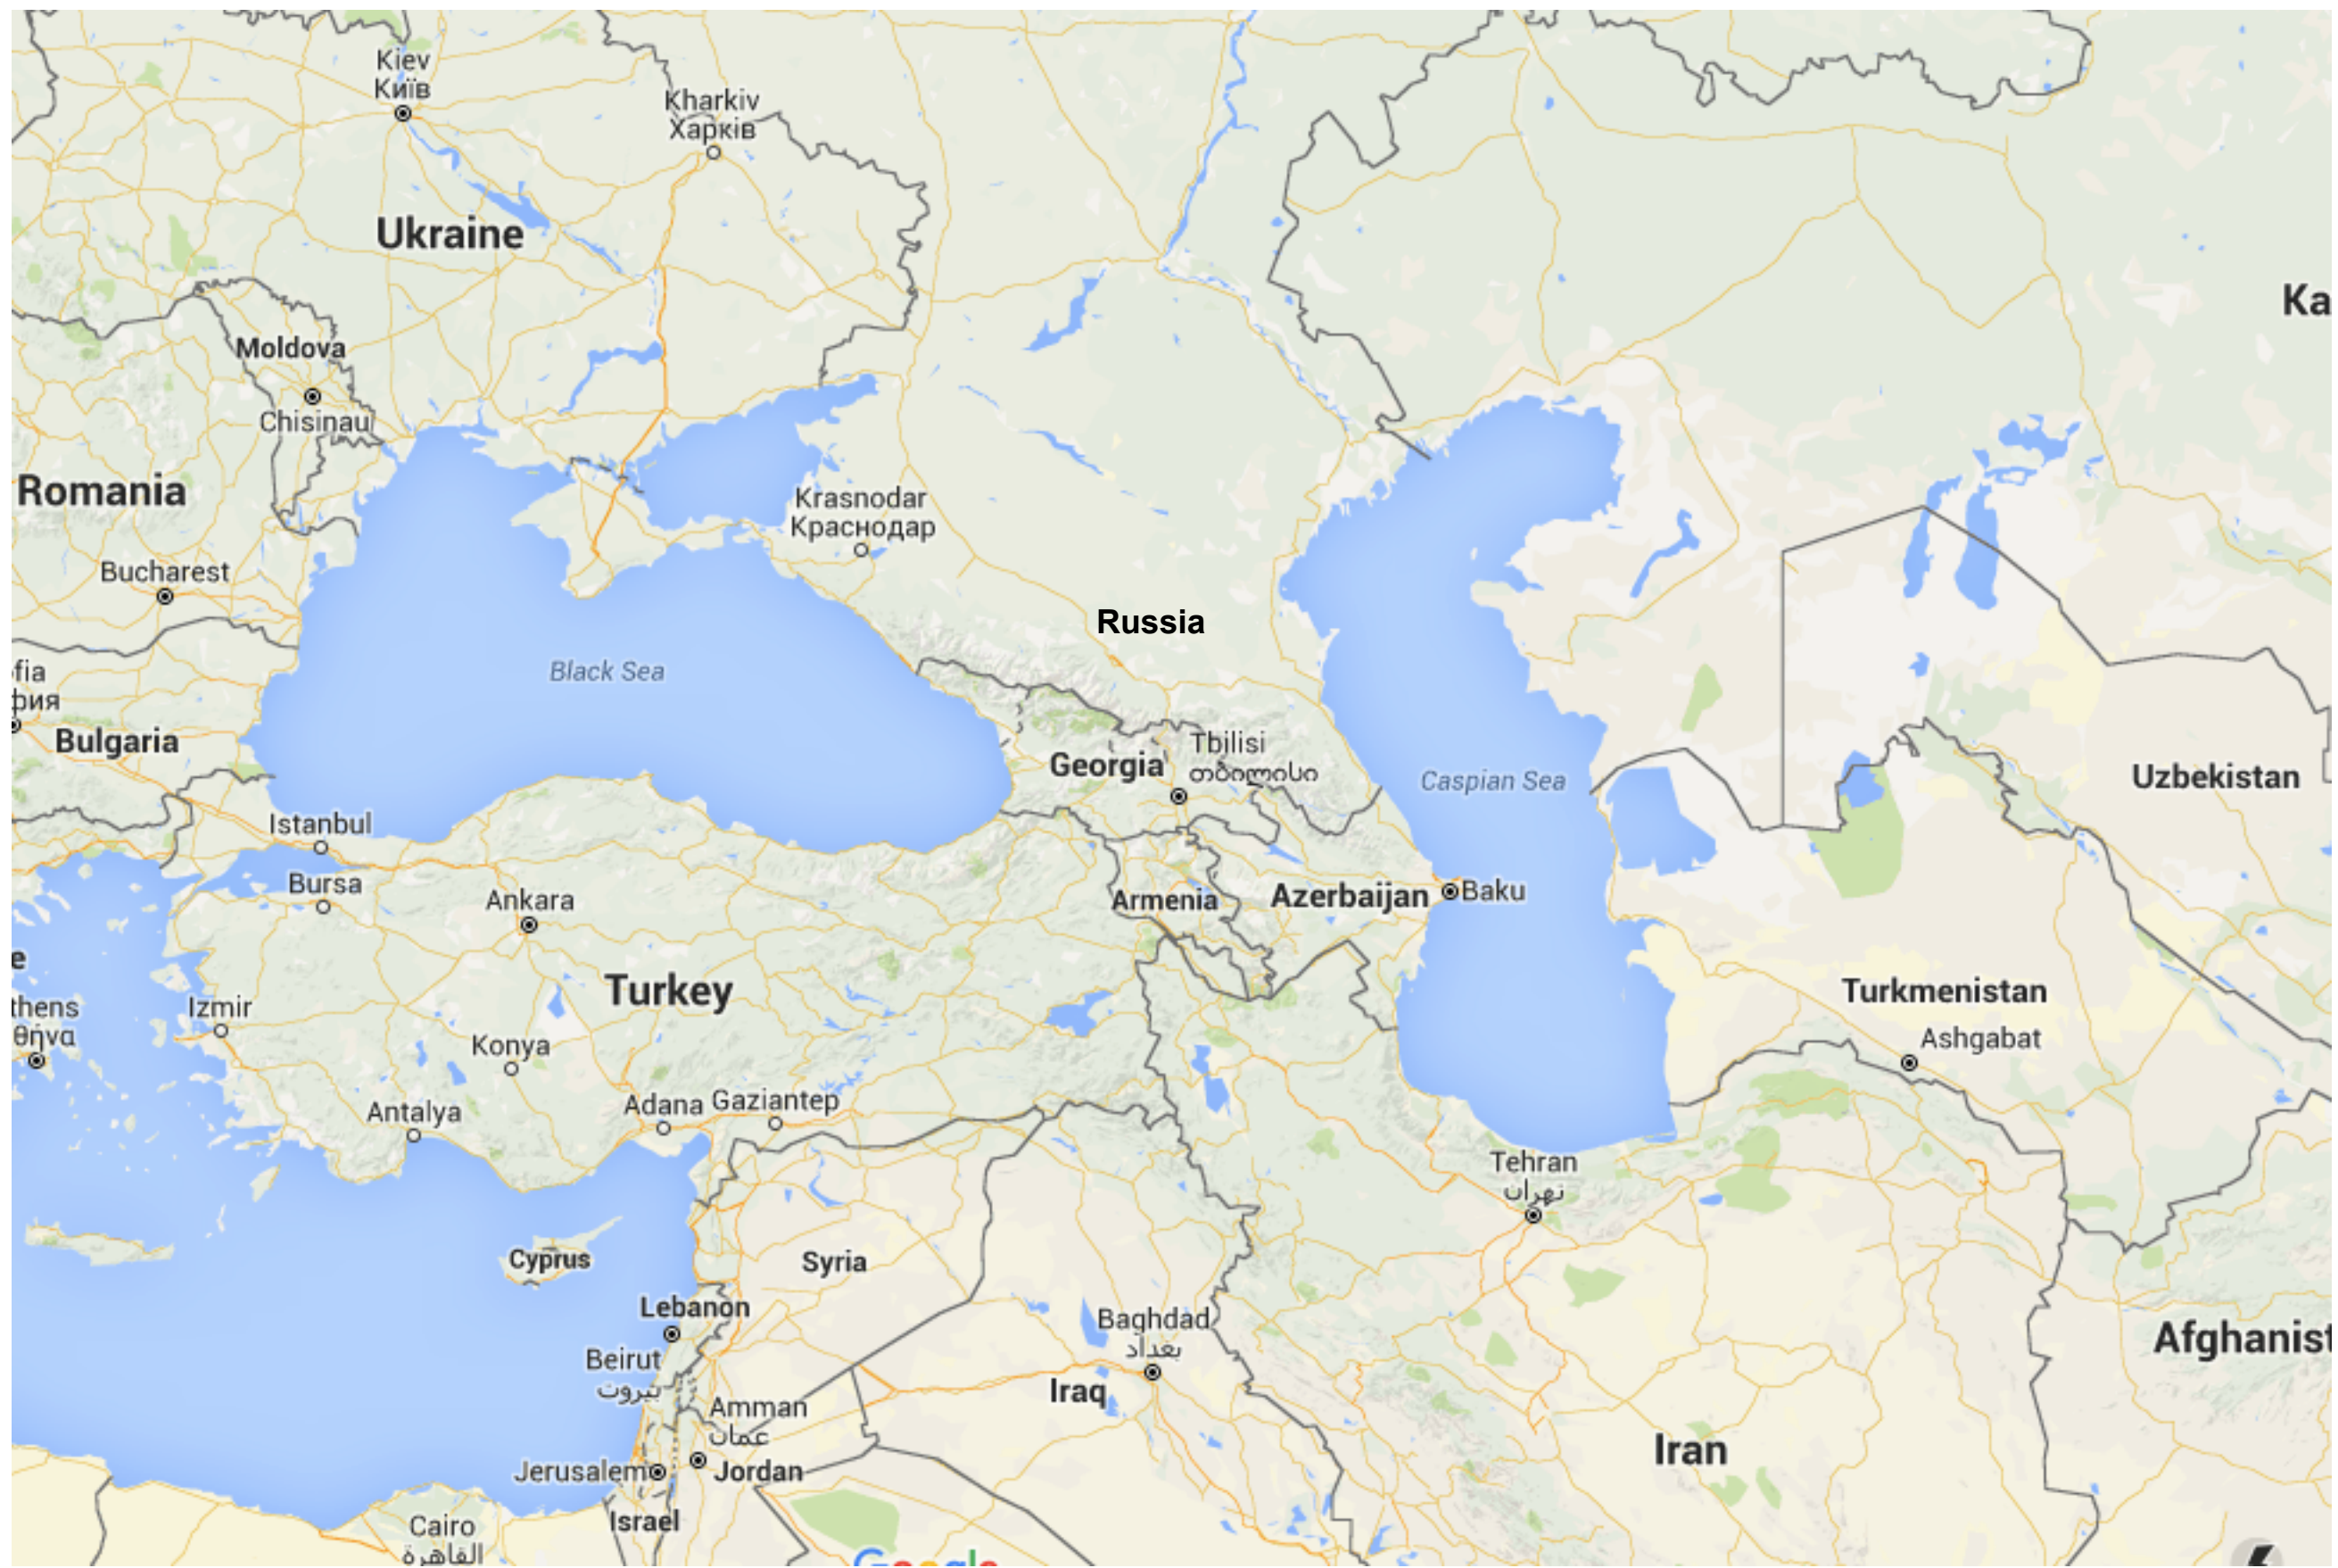 Kiev
Київ
Kharkiv
Харків
Ukraine
Ka
Moldova
Chisinau
Romania
Krasnodar
Краснодар
Bucharest
Russia
Black Sea
fia
фия
Bulgaria
Tbilisi
თბილისი
Georgia
Caspian Sea
Uzbekistan
Istanbul
Bursa
Ankara
Armenia
Azerbaijan
Baku
e
Turkey
Turkmenistan
thens
θήνα
Izmir
Ashgabat
Konya
Antalya
Adana
Gaziantep
Tehran
تهران
Cyprus
Syria
Lebanon
Baghdad
بغداد
Afghanist
Beirut
بيروت
Iraq
Amman
عمان
Iran
Jerusalem
Jordan
Israel
Cairo
القاهرة
Google